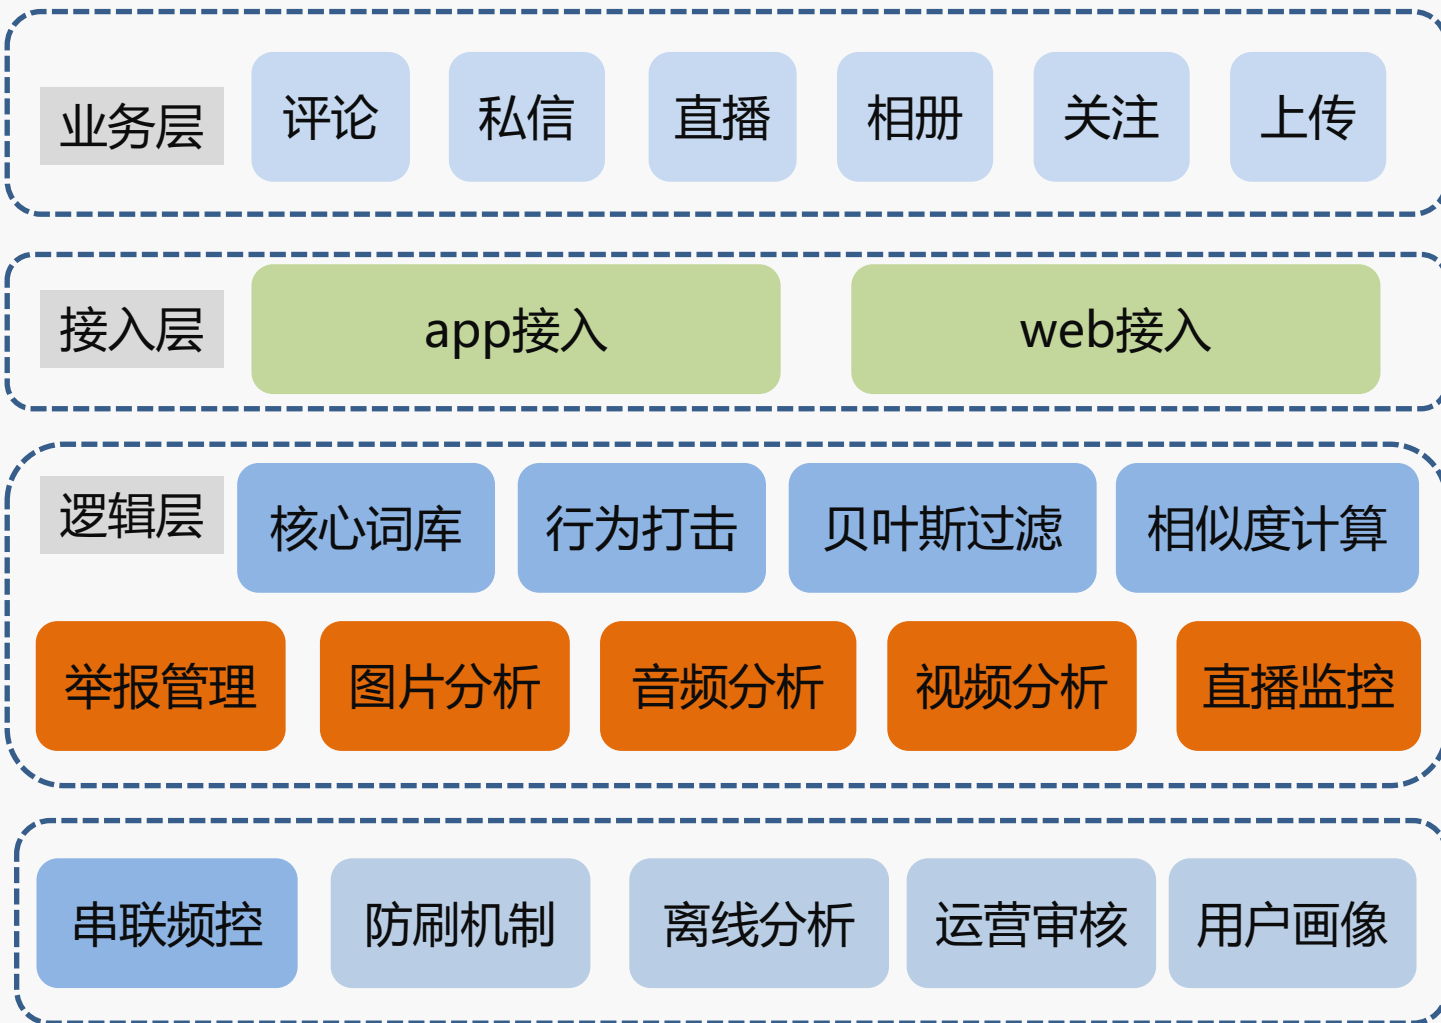 业务层 评论 私信 直播 相册 关注 上传
接入层 app接入 web接入
逻辑层 核心词库 行为打击 贝叶斯过滤 相似度计算
举报管理 图片分析 音频分析 视频分析 直播监控
串联频控 防刷机制 离线分析 运营审核 用户画像